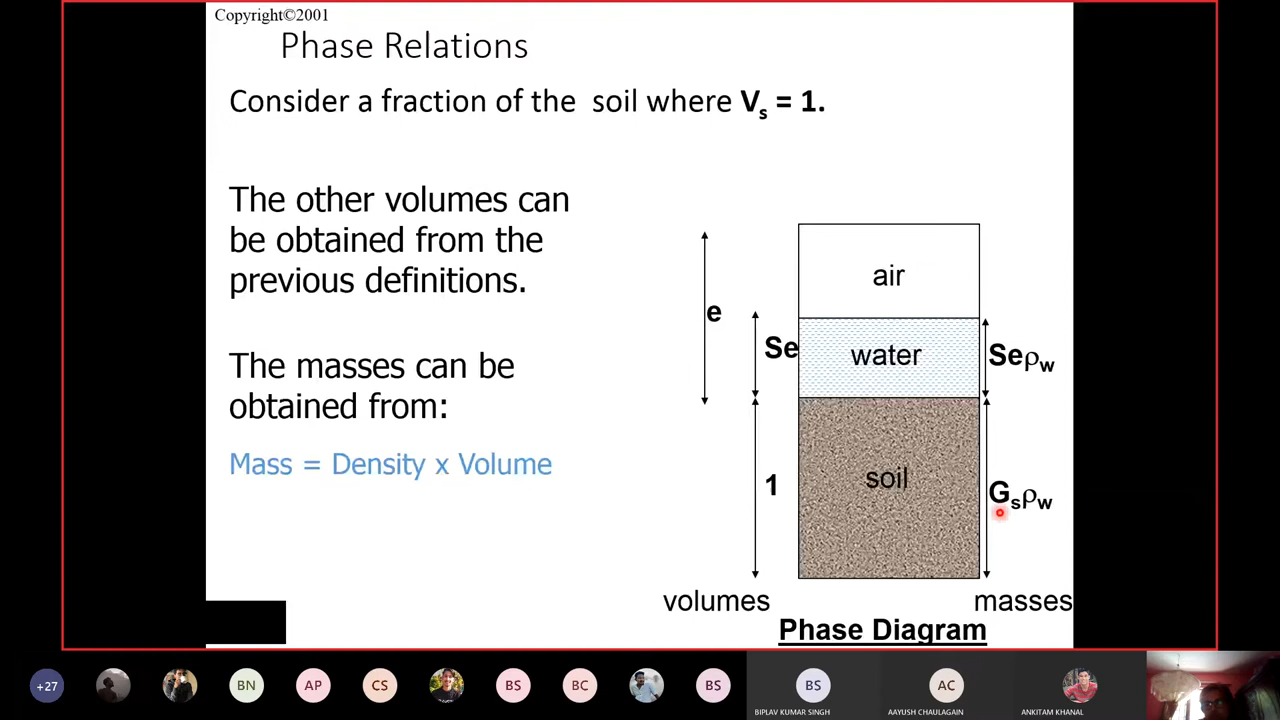 Copyright©2001
Phase Relations
Consider a fraction of the soil where Vs = 1.
The other volumes can
be obtained from the
previous definitions.
The masses can be
obtained from:
Mass = Density x Volume
air
e
Se
water
Seρw
1
soil
Gsρw
volumes
masses
Phase Diagram
+27
BN
AP
CS
BS
BC
BS
BS
AC
BIPLAV KUMAR SINGH
AAYUSH CHAULAGAIN
ANKITAM KHANAL